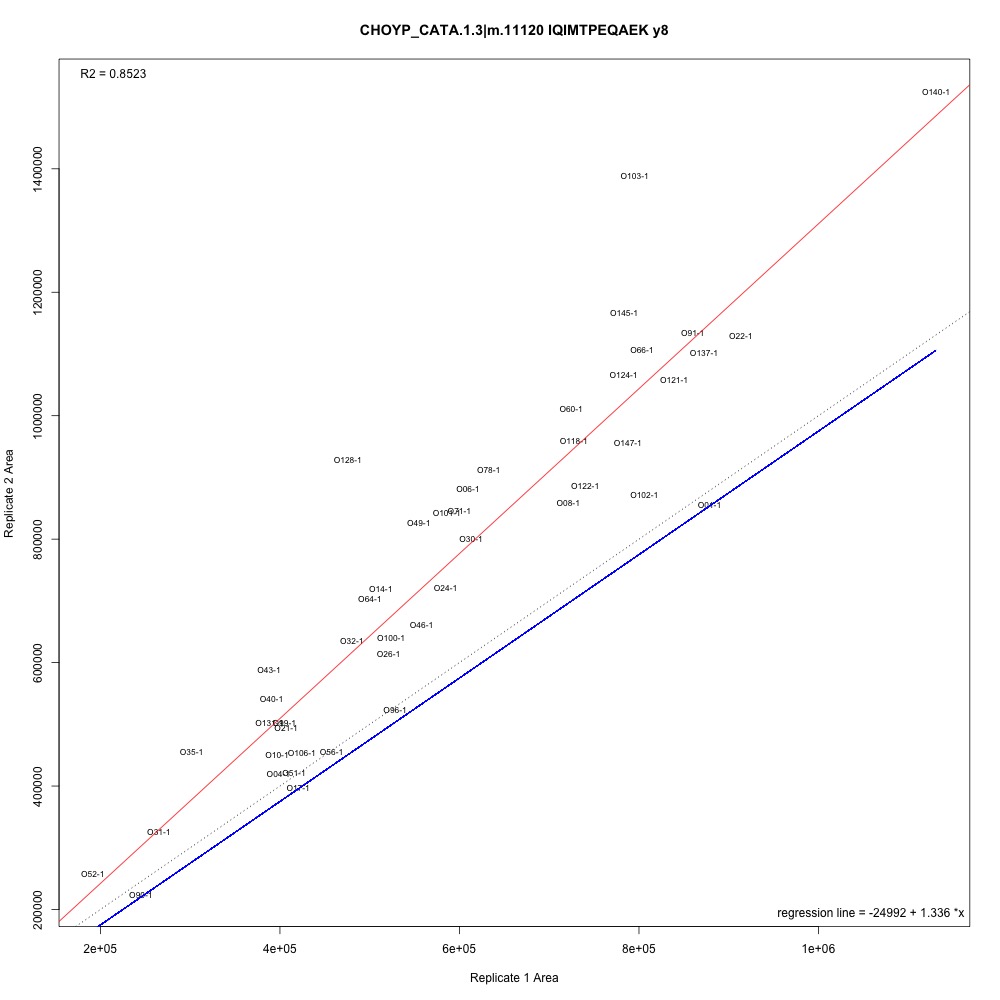 CHOYP_CATA.1.3|m.11120 IQIMTPEQAEK y8
R2 = 0.8523
O140-1
O103-1
O145-1
O91-1
O22-1
O66-1
O137-1
O124-1
O121-1
O60-1
O118-1
O147-1
O128-1
O78-1
O122-1
O06-1
O102-1
O08-1
O01-1
O71-1
O49-1
O30-1
O14-1
O24-1
O64-1
O46-1
O32-1
O100-1
O26-1
O43-1
O40-1
O96-1
O21-1
O35-1
O10-1
O106-1
O56-1
O04-1
O51-1
O17-1
O31-1
O52-1
regression line = -24992 + 1.336 *x
200000
400000
600000
800000
1000000
1200000
1400000
Replicate 2 Area
2e+05
4e+05
6e+05
8e+05
1e+06
Replicate 1 Area